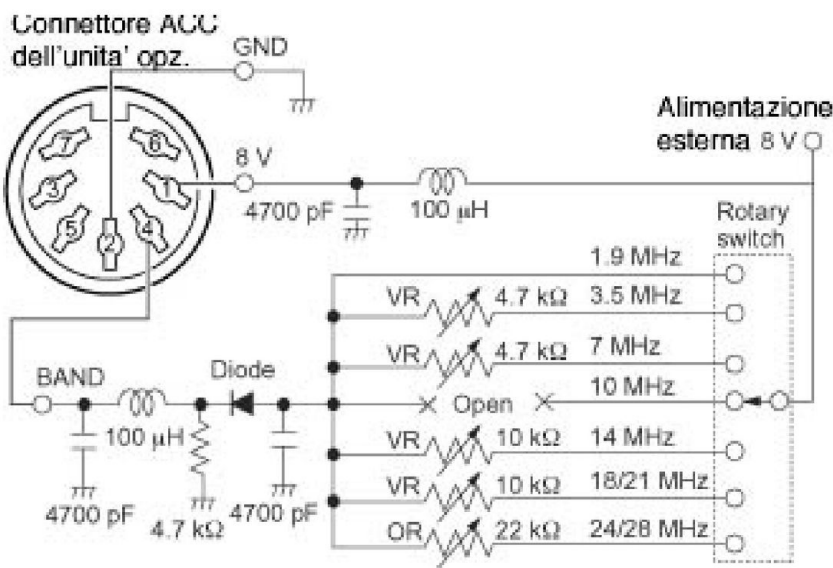 Connettore ACC
dell'unita' opz.
GND
Alimentazione
esterna 8 V
7
6
8 V
3
1
4700 pF
100 µH
5
4
2
Rotary
switch
1.9 MHz
VR
4.7 kΩ
3.5 MHz
VR
4.7 kΩ
7 MHz
BAND
Diode
Open
10 MHz
100 µH
VR
10 kΩ
14 MHz
VR
10 kΩ
18/21 MHz
4700 pF
4.7 kΩ
4700 pF
OR
22 kΩ
24/28 MHz